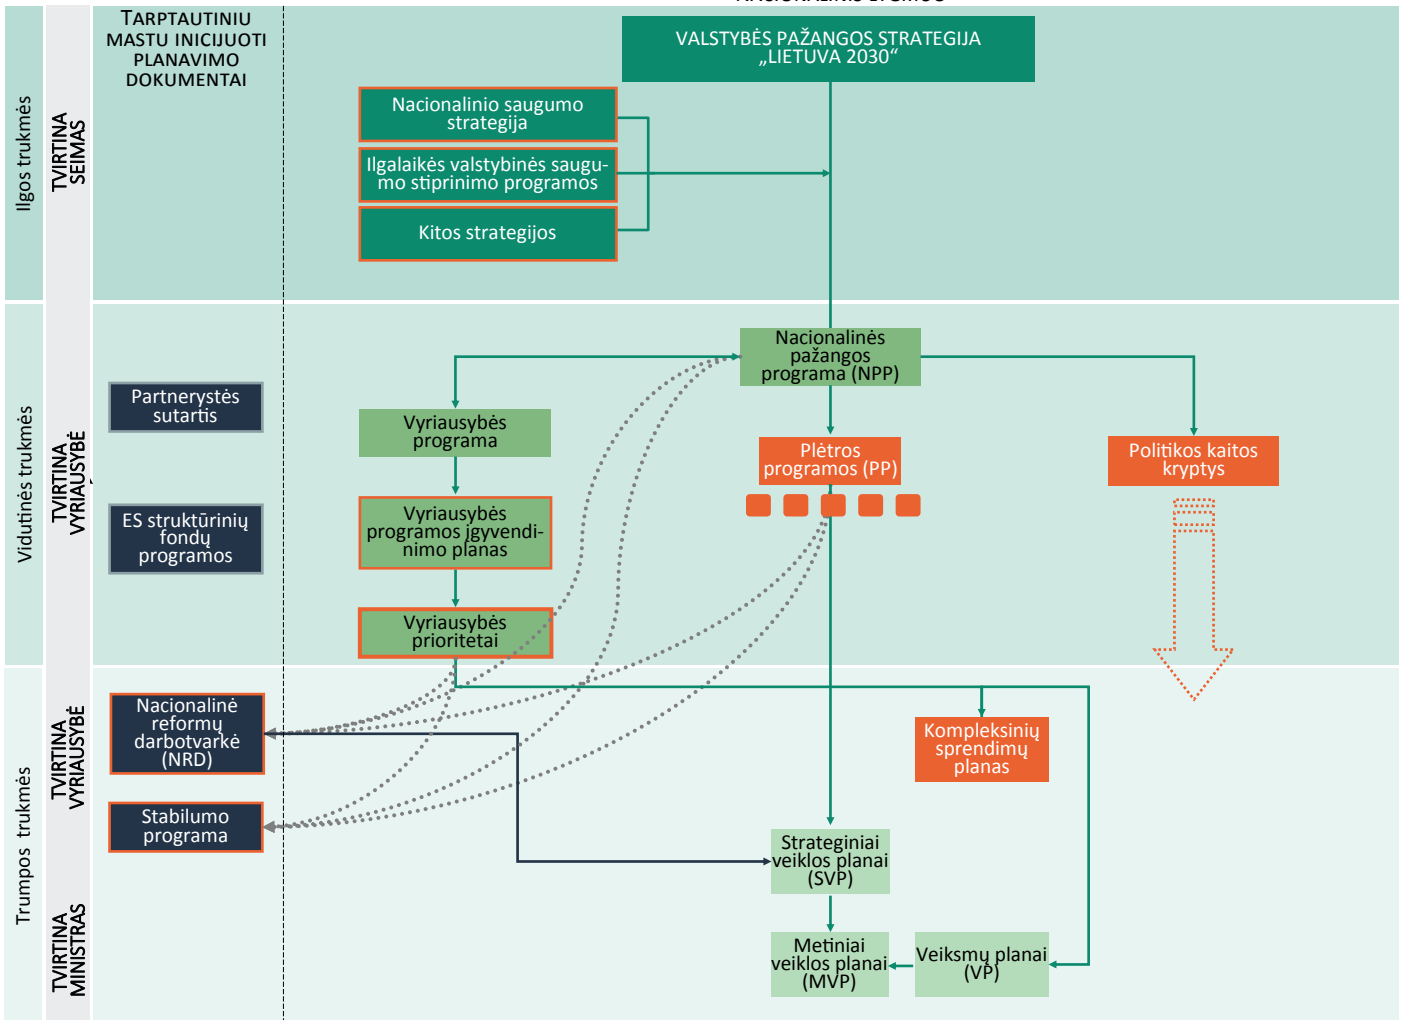 NACIONALINIS LYGMUO
TARPTAUTINIU
MASTU INICIJUOTI
PLANAVIMO
DOKUMENTAI
VALSTYBĖS PAŽANGOS STRATEGIJA
„LIETUVA 2030“
Ilgos trukmės
TVIRTINA
SEIMAS
Nacionalinio saugumo
strategija
Ilgalaikės valstybinės saugu-
mo stiprinimo programos
Kitos strategijos
Vidutinės trukmės
TVIRTINA
VYRIAUSYBĖ
Partnerystės
sutartis
ES struktūrinių
fondų
programos
Nacionalinės
pažangos
programa (NPP)
Vyriausybės
programa
Vyriausybės
programos įgyvendi-
nimo planas
Vyriausybės
prioritetai
Plėtros
programos (PP)
Politikos kaitos
kryptys
Trumpos trukmės
TVIRTINA
VYRIAUSYBĖ
Nacionalinė
reformų
darbotvarkė
(NRD)
Stabilumo
programa
Kompleksinių
sprendimų
planas
Strateginiai
veiklos planai
(SVP)
TVIRTINA
MINISTRAS
Metiniai
veiklos planai
(MVP)
Veiksmų planai
(VP)